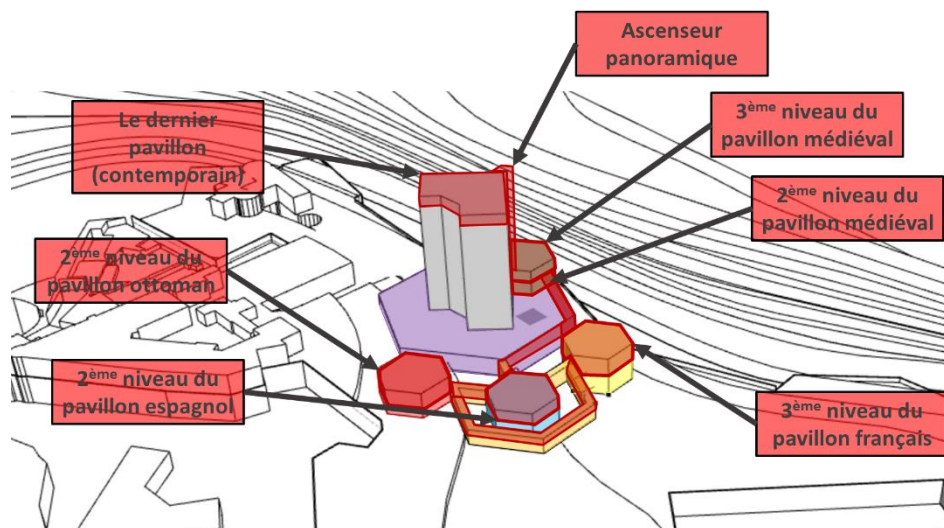 Ascenseur
panoramique
Le dernier
pavillon
(contemporain)
3ème niveau du
pavillon médiéval
2ème niveau du
pavillon médiéval
2ème niveau du
pavillon ottoman
2ème niveau du
pavillon espagnol
3ème niveau du
pavillon français